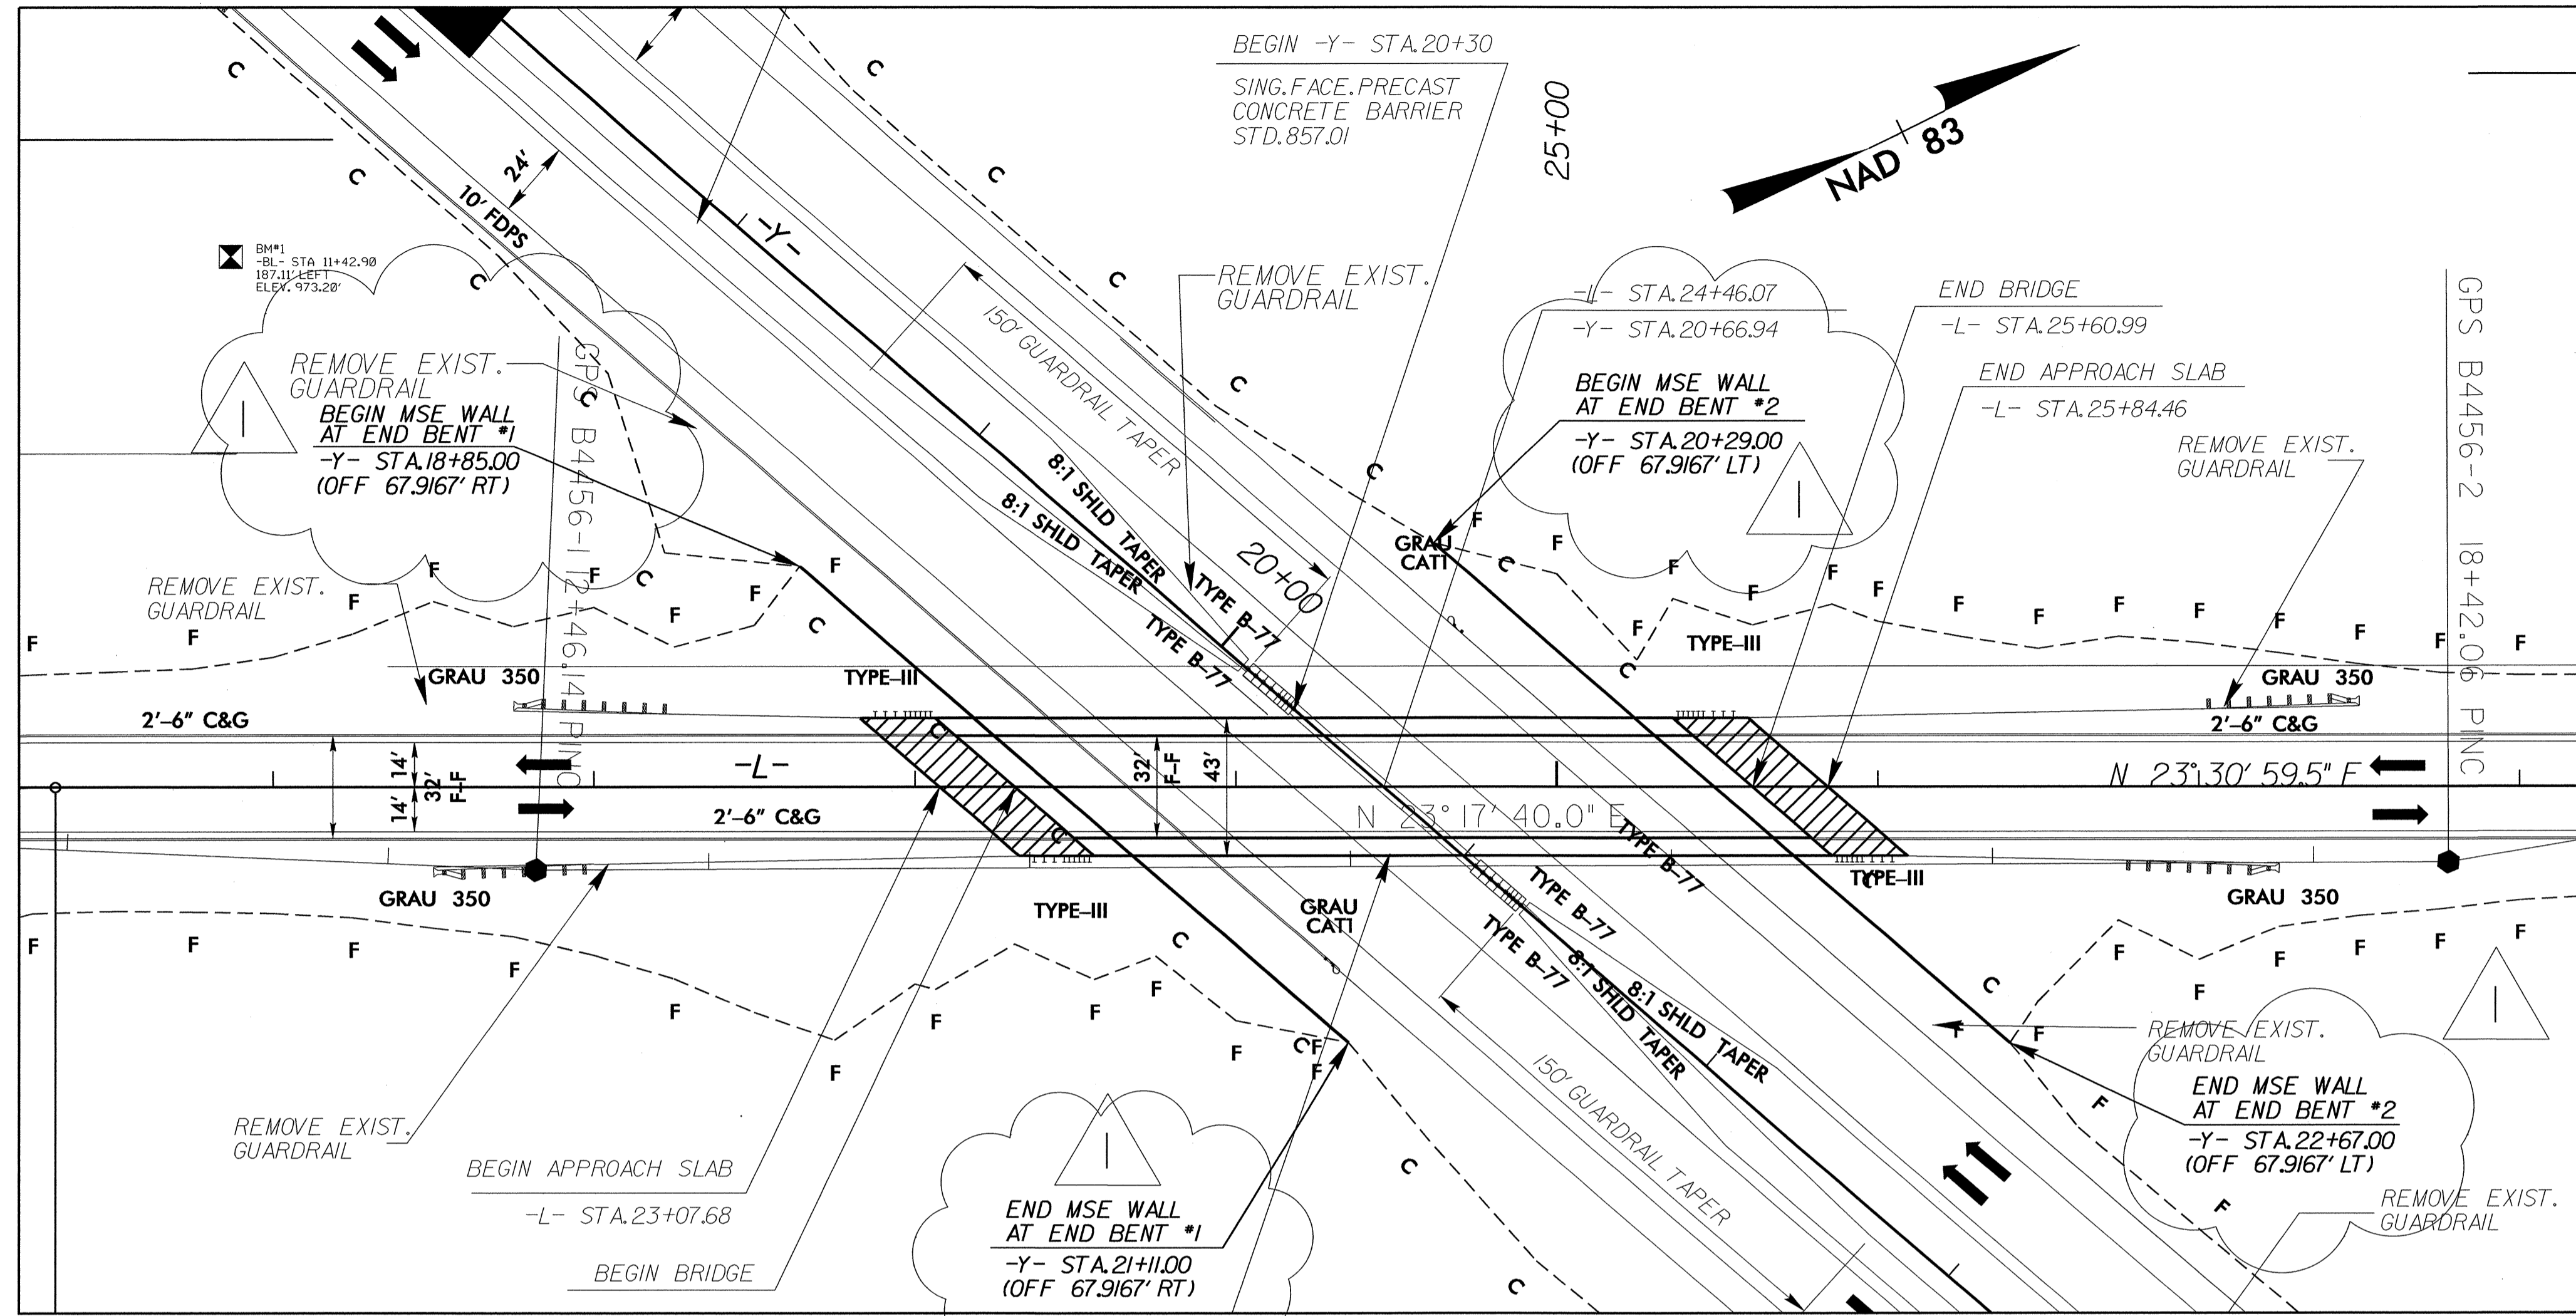 BEGIN -Y- STA.20+30
SING.FACE.PRECAST
CONCRETE BARRIER
STD.857.01
25+00
NAD 83
24'
10' FDPS
-Y-
BM#1
-BL- STA 11+42.90
187.11' LEFT
ELEV. 973.20'
REMOVE EXIST.
GUARDRAIL
-L- STA.24+46.07
-Y- STA.20+66.94
END BRIDGE
-L- STA.25+60.99
END APPROACH SLAB
-L- STA.25+84.46
GPS B4456-2 18+42.06 PINC
REMOVE EXIST.
GUARDRAIL
BEGIN MSE WALL
AT END BENT #1
-Y- STA.18+85.00
(OFF 67.9167' RT)
1
GPS B4456-1 12+46.14 PINC
150' GUARDRAIL TAPER
8:1 SHLD TAPER
8:1 SHLD TAPER
BEGIN MSE WALL
AT END BENT #2
-Y- STA.20+29.00
(OFF 67.9167' LT)
1
REMOVE EXIST.
GUARDRAIL
REMOVE EXIST.
GUARDRAIL
20+00
TYPE B-77
TYPE B-77
GRAU
CAT1
C
F
GRAU 350
TYPE-III
TYPE-III
GRAU 350
2'-6" C&G
2'-6" C&G
14'
32'
F-F
14'
-L-
32'
F-F
43'
N 23° 30' 59.5" E
N 23° 17' 40.0" E
2'-6" C&G
TYPE B-77
GRAU 350
TYPE-III
GRAU
CAT1
TYPE B-77
TYPE B-77
TYPE-III
GRAU 350
8:1 SHLD TAPER
8:1 SHLD TAPER
150' GUARDRAIL TAPER
REMOVE EXIST.
GUARDRAIL
1
END MSE WALL
AT END BENT #2
-Y- STA.22+67.00
(OFF 67.9167' LT)
REMOVE EXIST.
GUARDRAIL
REMOVE EXIST.
GUARDRAIL
BEGIN APPROACH SLAB
-L- STA.23+07.68
BEGIN BRIDGE
1
END MSE WALL
AT END BENT #1
-Y- STA.21+11.00
(OFF 67.9167' RT)